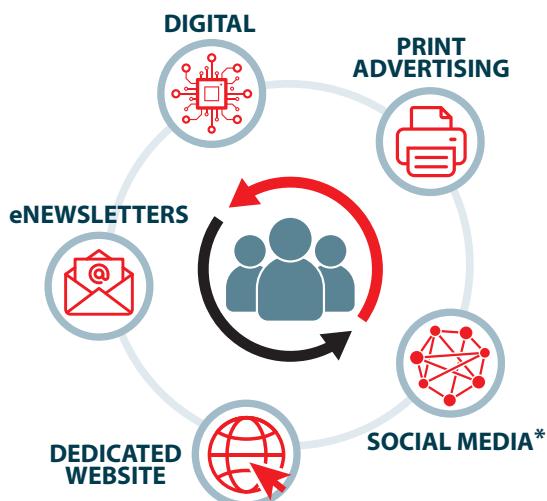 DIGITAL
PRINT
ADVERTISING
eNEWSLETTERS
@
SOCIAL MEDIA*
DEDICATED
WEBSITE